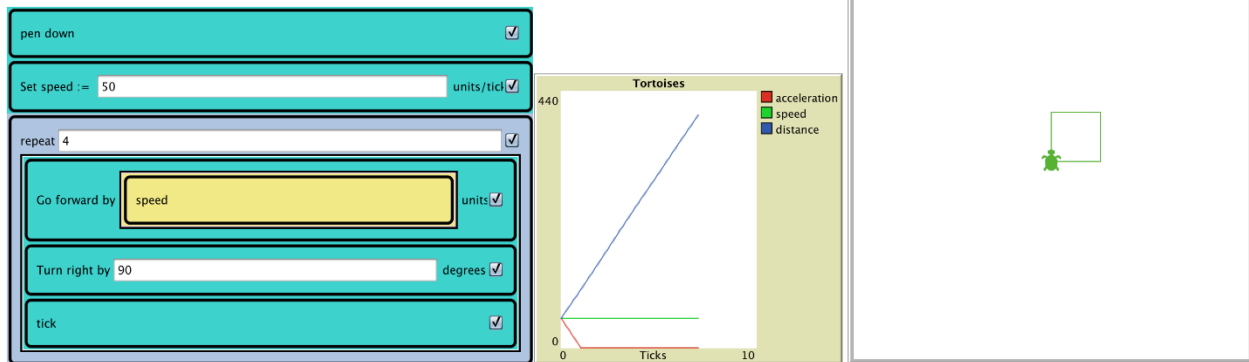 pen down
Set speed := 50 units/tick
repeat 4
Go forward by speed units
Turn right by 90 degrees
tick
Tortoises
440
0
0 Ticks 10
acceleration
speed
distance